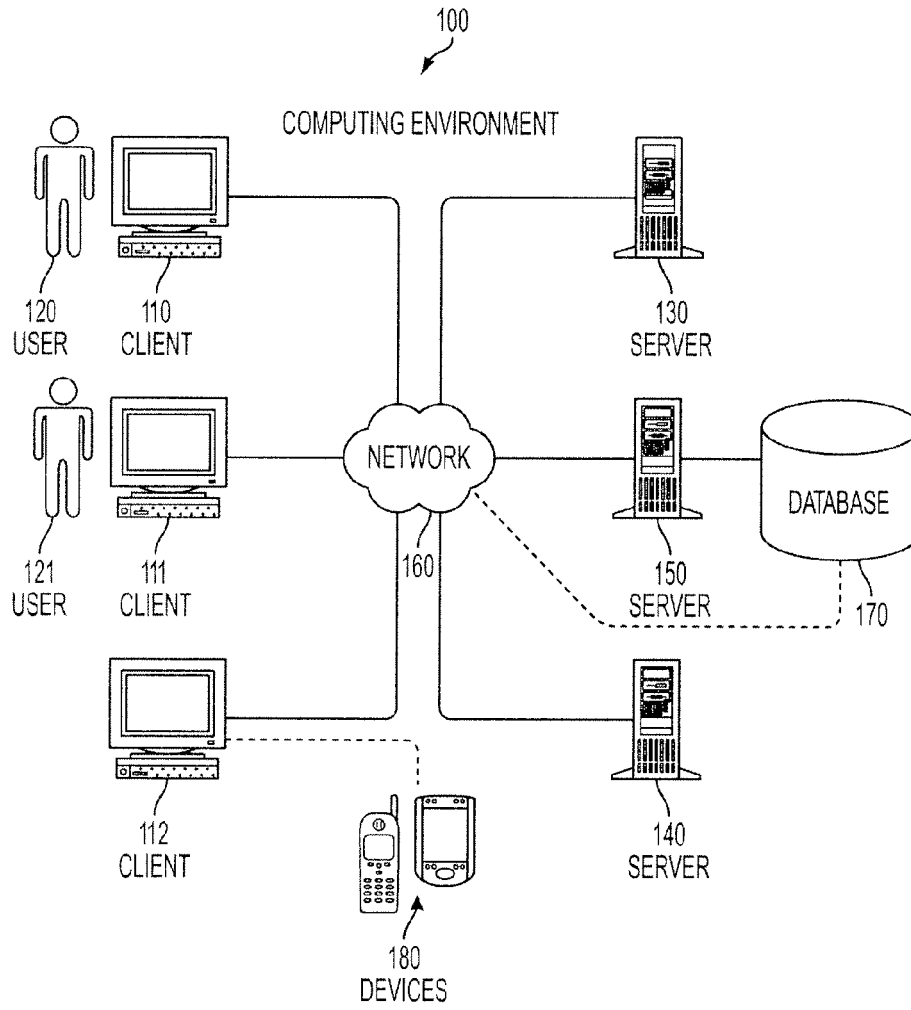 100
COMPUTING ENVIRONMENT
120
USER
110
CLIENT
130
SERVER
NETWORK
160
DATABASE
170
121
USER
111
CLIENT
150
SERVER
112
CLIENT
140
SERVER
180
DEVICES